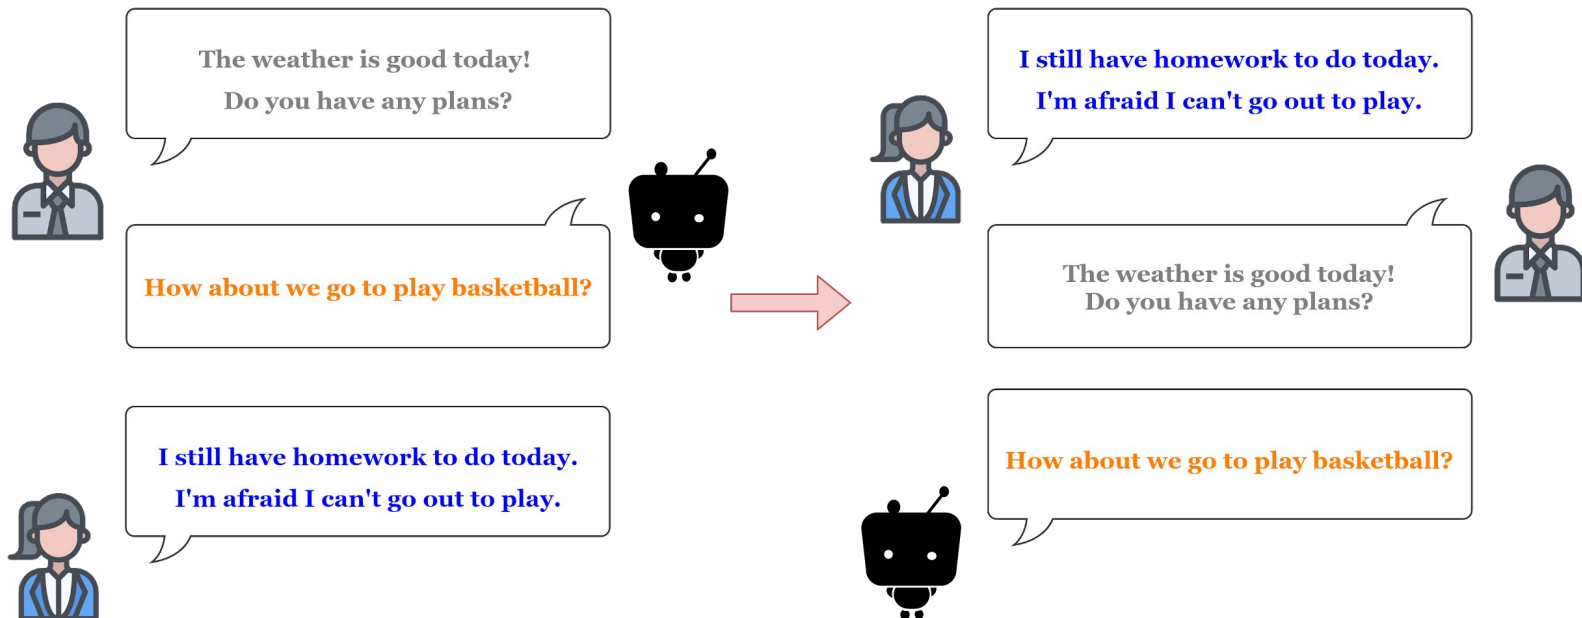 The weather is good today!
Do you have any plans?
How about we go to play basketball?
I still have homework to do today.
I'm afraid I can't go out to play.
I still have homework to do today.
I'm afraid I can't go out to play.
The weather is good today!
Do you have any plans?
How about we go to play basketball?